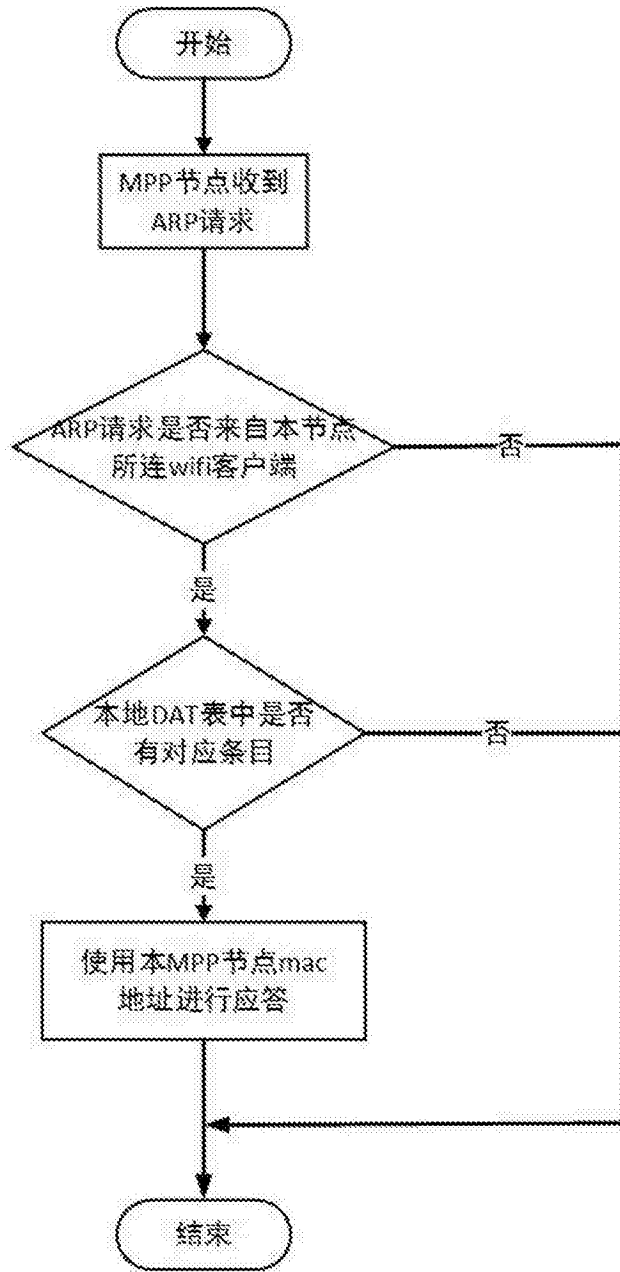 开始
MPP节点收到
ARP请求
ARP请求是否来自本节点
所连wifi客户端
否
是
本地DAT表中是否
有对应条目
否
是
使用本MPP节点mac
地址进行应答
结束